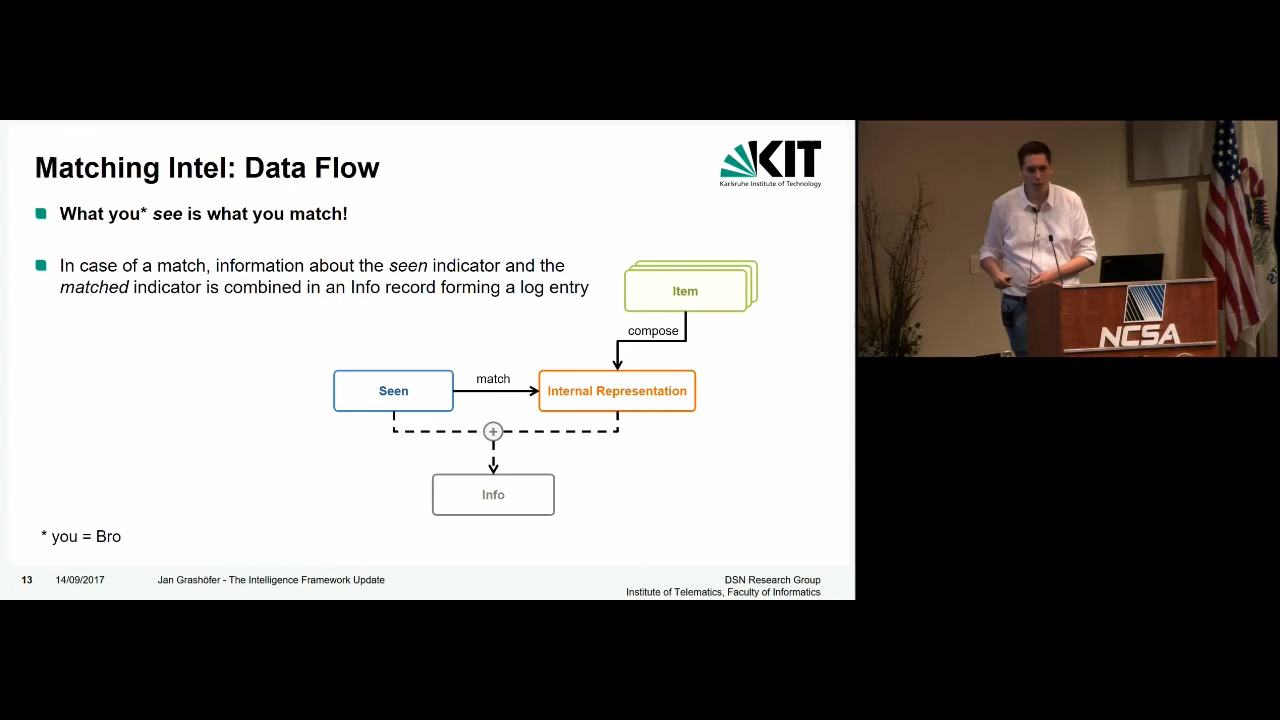 Matching Intel: Data Flow
KIT
Karlsruhe Institute of Technology
What you* see is what you match!
In case of a match, information about the seen indicator and the
matched indicator is combined in an Info record forming a log entry
Item
compose
Seen
match
Internal Representation
+
Info
* you = Bro
13 14/09/2017 Jan Grashöfer - The Intelligence Framework Update
DSN Research Group
Institute of Telematics, Faculty of Informatics
NCSA